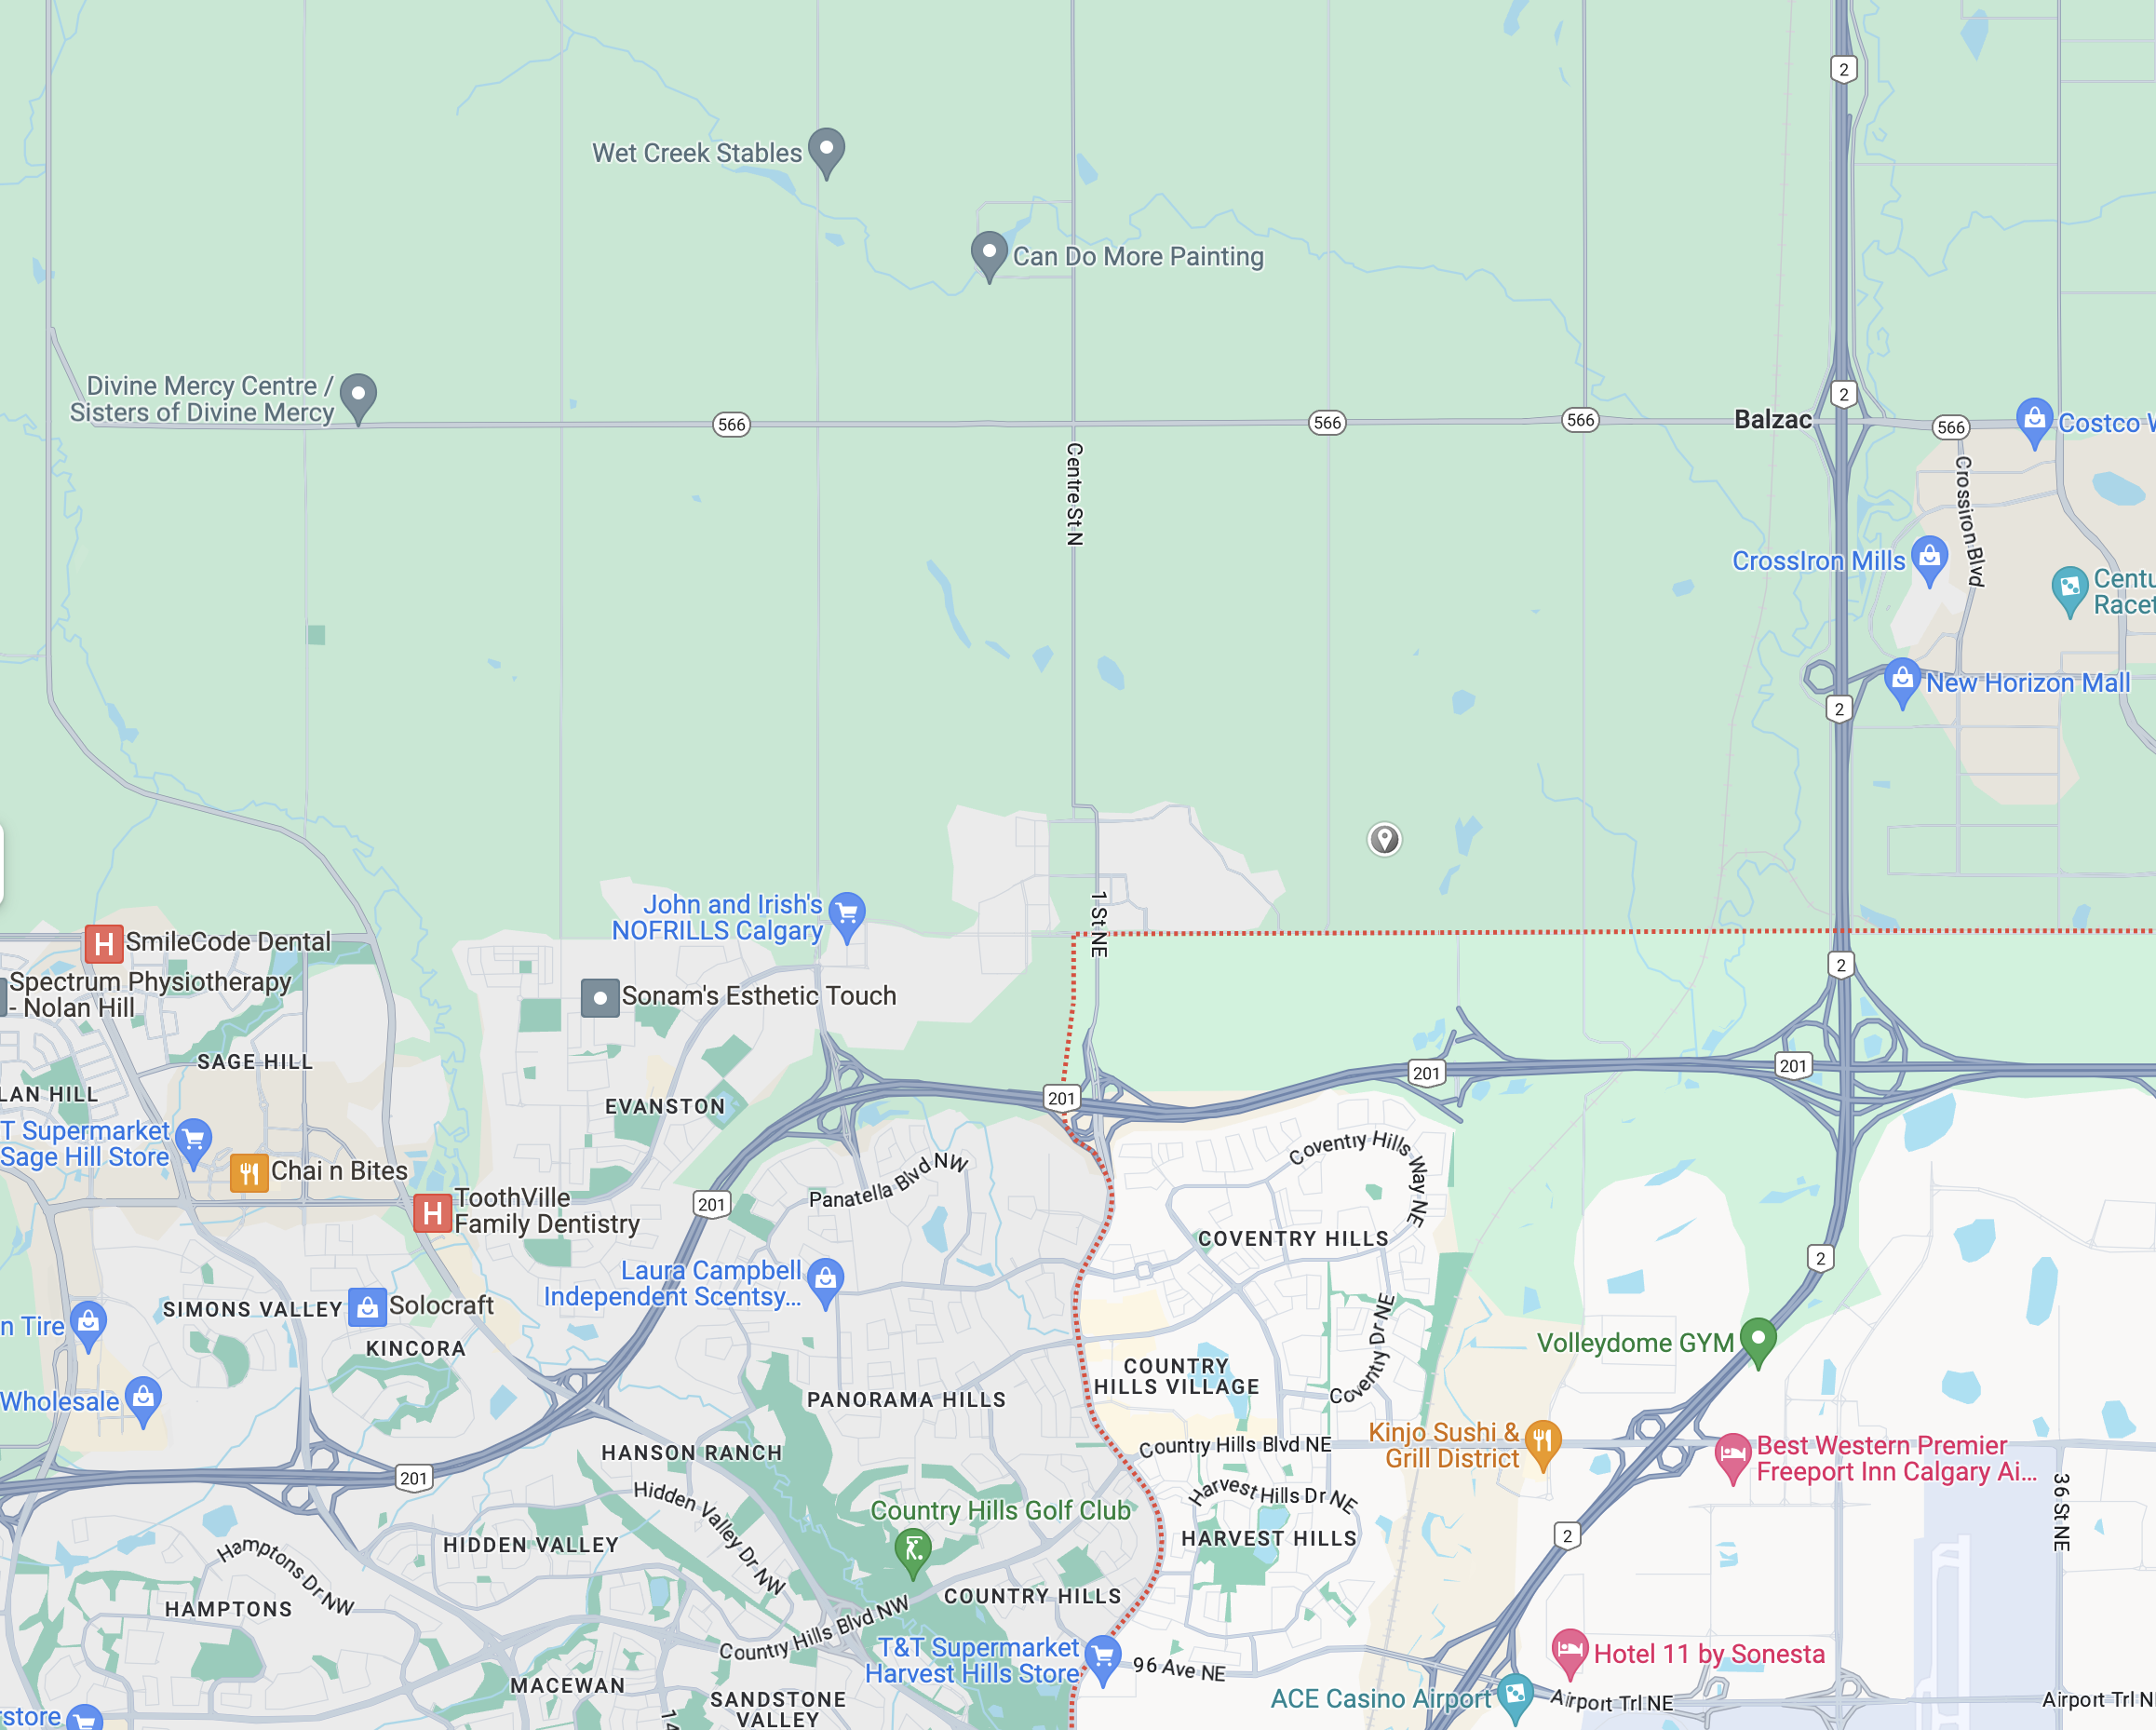 2
Wet Creek Stables
Can Do More Painting
Divine Mercy Centre /
Sisters of Divine Mercy
566
566
566
Balzac
2
566
Costco W
Centre St N
Crossiron Blvd
CrossIron Mills
Centu
Racet
New Horizon Mall
2
John and Irish's
NOFRILLS Calgary
1 St NE
SmileCode Dental
H
Spectrum Physiotherapy
- Nolan Hill
Sonam's Esthetic Touch
2
SAGE HILL
LAN HILL
EVANSTON
201
201
201
T Supermarket
Sage Hill Store
Chai n Bites
Panatella Blvd NW
Coventry Hills Way NE
H
ToothVille
Family Dentistry
201
COVENTRY HILLS
2
Laura Campbell
Independent Scentsy...
SIMONS VALLEY
Solocraft
n Tire
KINCORA
Coventry Dr NE
Volleydome GYM
COUNTRY
HILLS VILLAGE
Wholesale
PANORAMA HILLS
HANSON RANCH
Country Hills Blvd NE
Kinjo Sushi &
Grill District
Best Western Premier
Freeport Inn Calgary Ai...
201
Hidden Valley Dr NW
Country Hills Golf Club
Harvest Hills Dr NE
36 St NE
HIDDEN VALLEY
HARVEST HILLS
2
Hamptons Dr NW
HAMPTONS
COUNTRY HILLS
Country Hills Blvd NW
T&T Supermarket
Harvest Hills Store
96 Ave NE
Hotel 11 by Sonesta
MACEWAN
SANDSTONE
VALLEY
ACE Casino Airport
Airport Trl NE
Airport Trl N
rstore
14